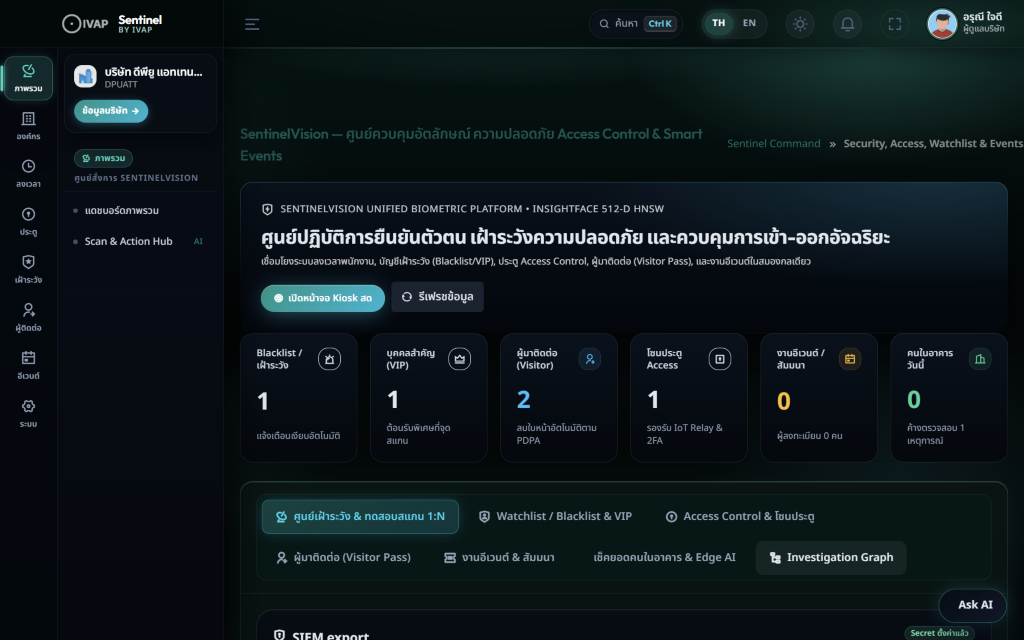 IVAP Sentinel
BY IVAP
ค้นหา Ctrl K
TH EN
อรุณี ใจดี
ผู้ดูแลบริษัท
ภาพรวม
องค์กร
ลงเวลา
ประตู
เฝ้าระวัง
ผู้ติดต่อ
อีเวนต์
ระบบ
บริษัท ดีพียู แอทเทน...
DPUATT
ข้อมูลบริษัท →
ภาพรวม
ศูนย์สั่งการ SENTINELVISION
แดชบอร์ดภาพรวม
Scan & Action Hub AI
SentinelVision — ศูนย์ควบคุมอัตลักษณ์ ความปลอดภัย Access Control & Smart
Events
Sentinel Command » Security, Access, Watchlist & Events
SENTINELVISION UNIFIED BIOMETRIC PLATFORM • INSIGHTFACE 512-D HNSW
ศูนย์ปฏิบัติการยืนยันตัวตน เฝ้าระวังความปลอดภัย และควบคุมการเข้า-ออกอัจฉริยะ
เชื่อมโยงระบบลงเวลาพนักงาน, บัญชีเฝ้าระวัง (Blacklist/VIP), ประตู Access Control, ผู้มาติดต่อ (Visitor Pass), และงานอีเวนต์ในสมองกลเดียว
เปิดหน้าจอ Kiosk สด
รีเฟรชข้อมูล
Blacklist /
เฝ้าระวัง
1
แจ้งเตือนเงียบอัตโนมัติ
บุคคลสำคัญ
(VIP)
1
ต้อนรับพิเศษที่จุด
สแกน
ผู้มาติดต่อ
(Visitor)
2
ลบใบหน้าอัตโนมัติตาม
PDPA
โซนประตู
Access
1
รองรับ IoT Relay &
2FA
งานอีเวนต์ /
สัมมนา
0
ผู้ลงทะเบียน 0 คน
คนในอาคาร
วันนี้
0
ค้างตรวจสอบ 1
เหตุการณ์
ศูนย์เฝ้าระวัง & ทดสอบสแกน 1:N
Watchlist / Blacklist & VIP
Access Control & โซนประตู
ผู้มาติดต่อ (Visitor Pass)
งานอีเวนต์ & สัมมนา
เช็คยอดคนในอาคาร & Edge AI
Investigation Graph
Ask AI
SIEM export
Secret ตั้งค่าแล้ว